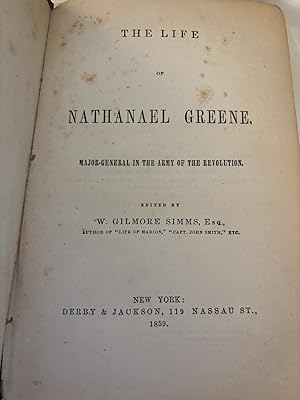 THE LIFE
OF
NATHANAEL GREENE,
MAJOR-GENERAL IN THE ARMY OF THE REVOLUTION.
EDITED BY
W. GILMORE SIMMS, ESQ.,
AUTHOR OF "LIFE OF MARION," "CAPT. JOHN SMITH," ETC.
NEW YORK:
DERBY & JACKSON, 119 NASSAU ST.,
1859.